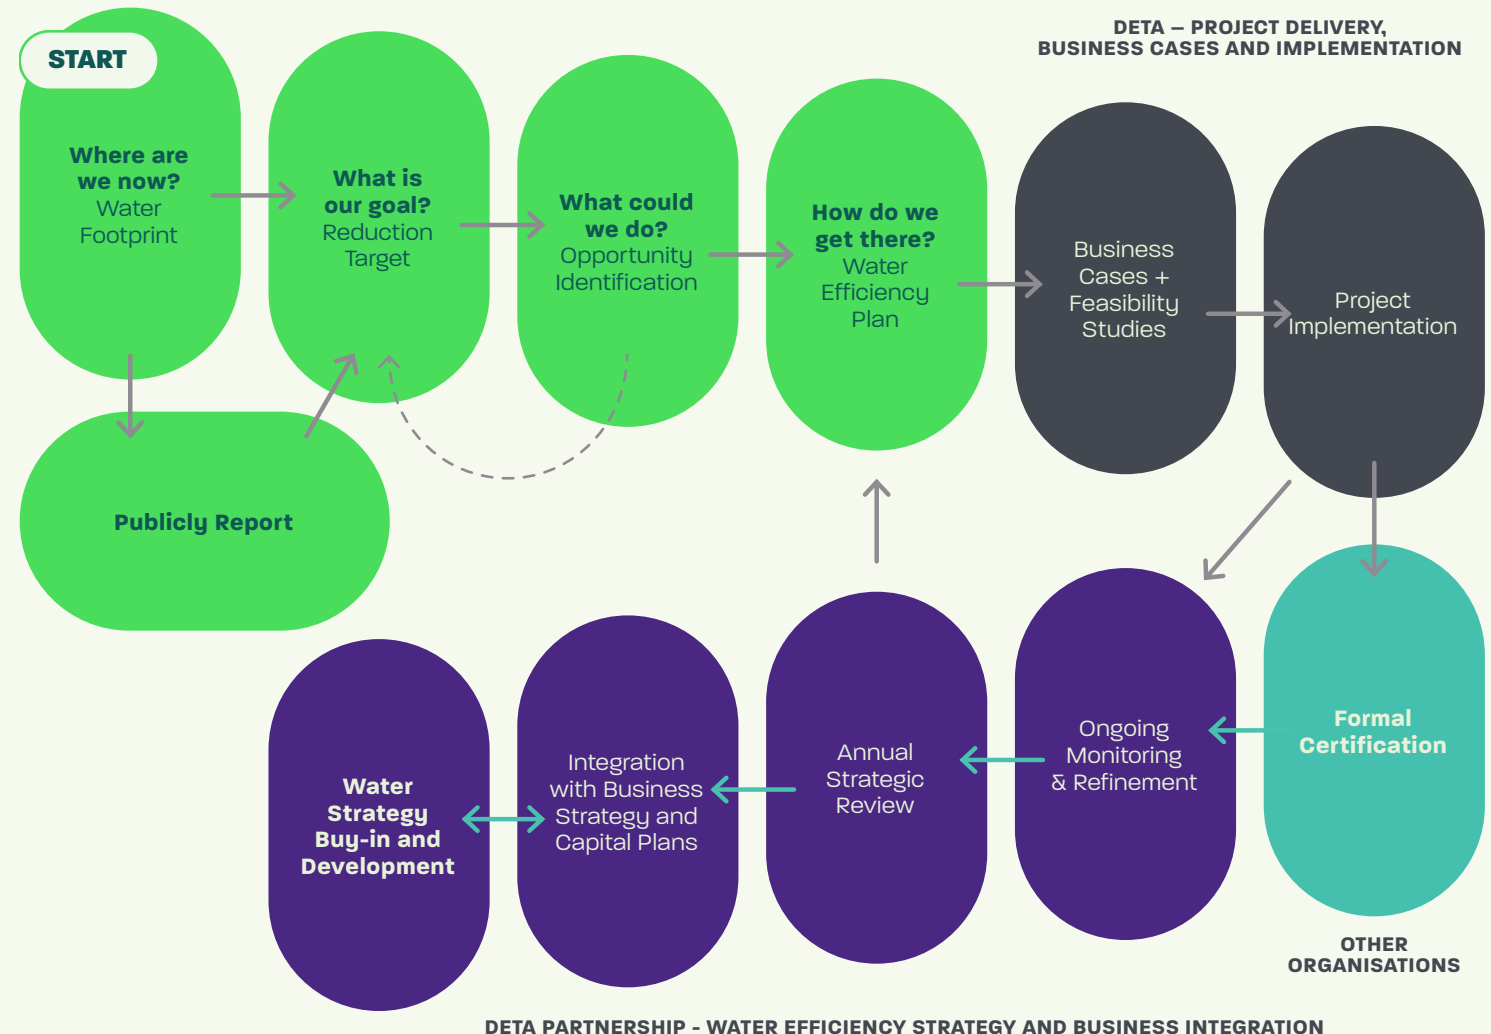 START
DETA – PROJECT DELIVERY,
BUSINESS CASES AND IMPLEMENTATION
Where are
we now?
Water
Footprint
What is
our goal?
Reduction
Target
What could
we do?
Opportunity
Identification
How do we
get there?
Water
Efficiency
Plan
Business
Cases +
Feasibility
Studies
Project
Implementation
Publicly Report
Water
Strategy
Buy-in and
Development
Integration
with Business
Strategy and
Capital Plans
Annual
Strategic
Review
Ongoing
Monitoring
& Refinement
Formal
Certification
OTHER
ORGANISATIONS
DETA PARTNERSHIP - WATER EFFICIENCY STRATEGY AND BUSINESS INTEGRATION